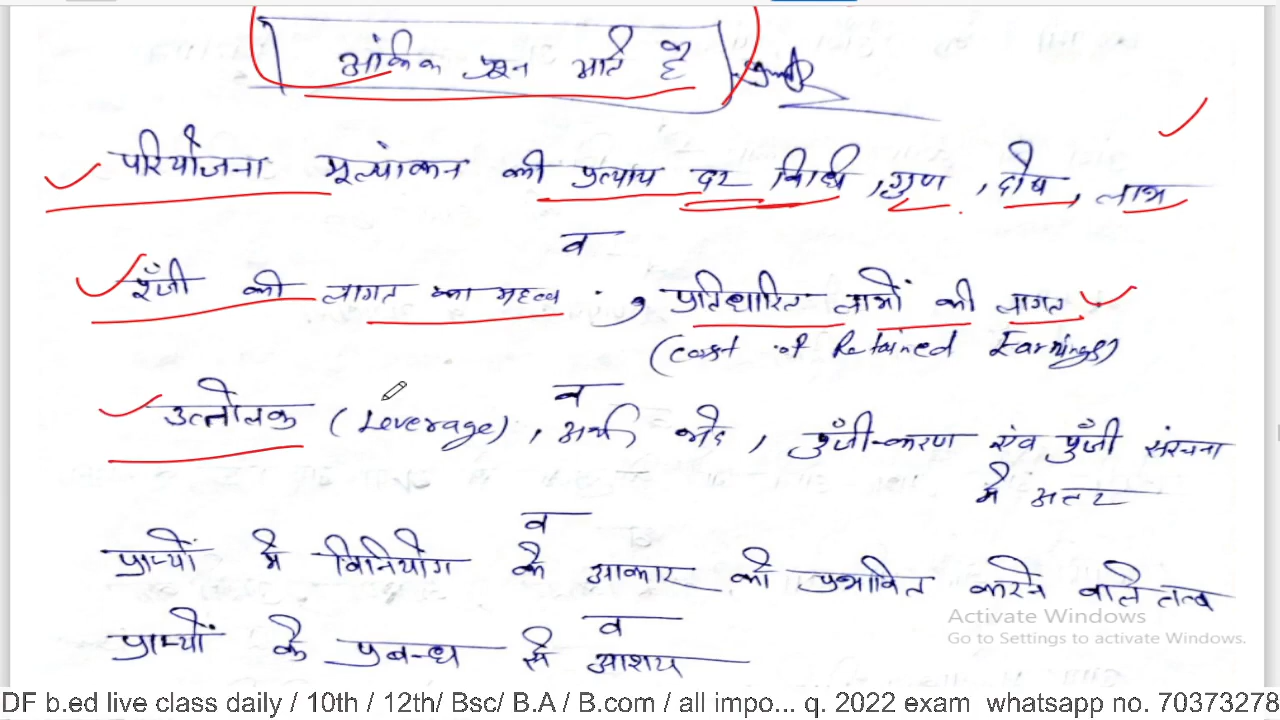 आंकिक प्रश्न आते है
परियोजना मूल्यांकन की प्रत्याय दर विधि, गुण, दोष, लाभ
व
पूँजी की लागत का महत्व, प्रतिधारित लाभों की लागत
(Cost of Retained Earnings)
व
उत्तोलक (Leverage), अर्थ भेद, पूँजीकरण एंव पूँजी संरचना
में अन्तर
व
प्राप्यों में विनियोग के आकार को प्रभावित करने वाले तत्व
व
प्राप्यों के प्रबन्ध से आशय
Activate Windows
Go to Settings to activate Windows.
DF b.ed live class daily / 10th / 12th/ Bsc/ B.A / B.com / all impo... q. 2022 exam whatsapp no. 70373278